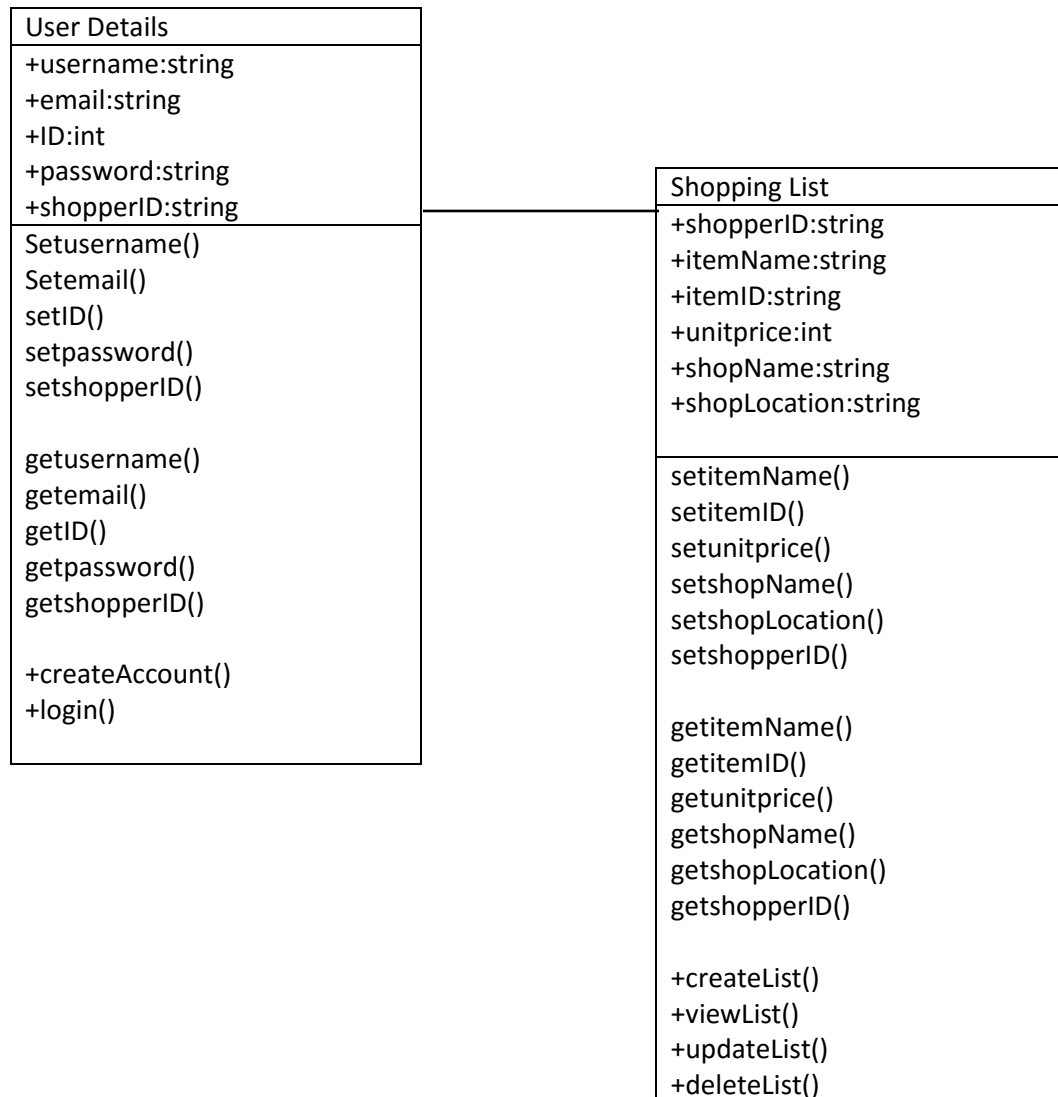 User Details
+username:string
+email:string
+ID:int
+password:string
+shopperID:string
Setusername()
Setemail()
setID()
setpassword()
setshopperID()
getusername()
getemail()
getID()
getpassword()
getshopperID()
+createAccount()
+login()
Shopping List
+shopperID:string
+itemName:string
+itemID:string
+unitprice:int
+shopName:string
+shopLocation:string
setitemName()
setitemID()
setunitprice()
setshopName()
setshopLocation()
setshopperID()
getitemName()
getitemID()
getunitprice()
getshopName()
getshopLocation()
getshopperID()
+createList()
+viewList()
+updateList()
+deleteList()